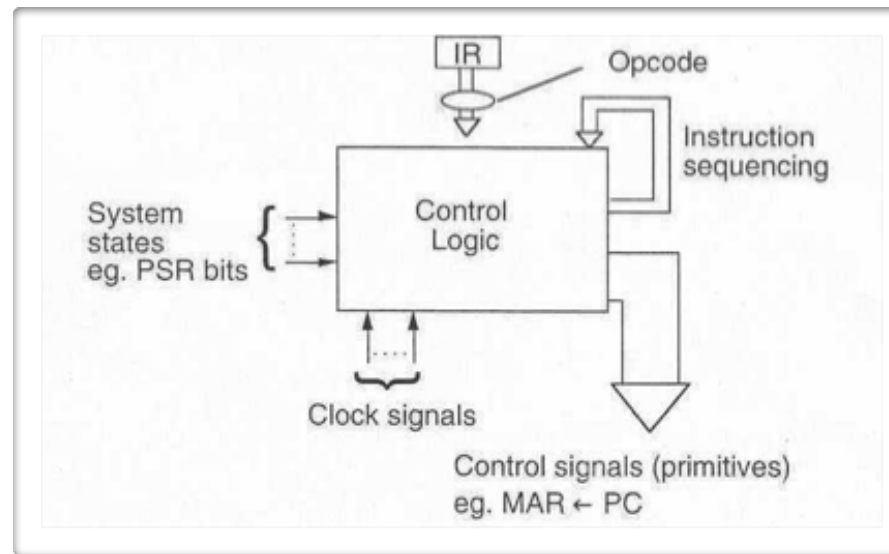 IR
Opcode
Instruction
sequencing
Control
Logic
System
states
eg. PSR bits
Clock signals
Control signals (primitives)
eg. MAR ← PC